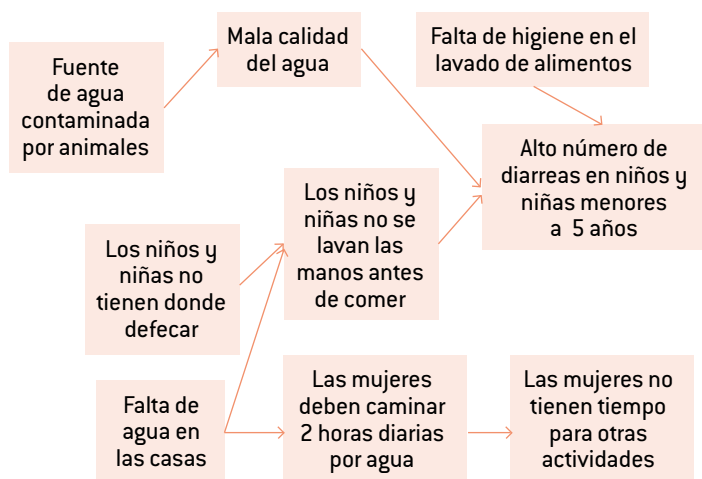 Fuente
de agua
contaminada
por animales
Mala calidad
del agua
Falta de higiene en el
lavado de alimentos
Alto número de
diarreas en niños y
niñas menores
a 5 años
Los niños y
niñas no se
lavan las
manos antes
de comer
Los niños y
niñas no
tienen donde
defecar
Falta de
agua en
las casas
Las mujeres
deben caminar
2 horas diarias
por agua
Las mujeres no
tienen tiempo
para otras
actividades